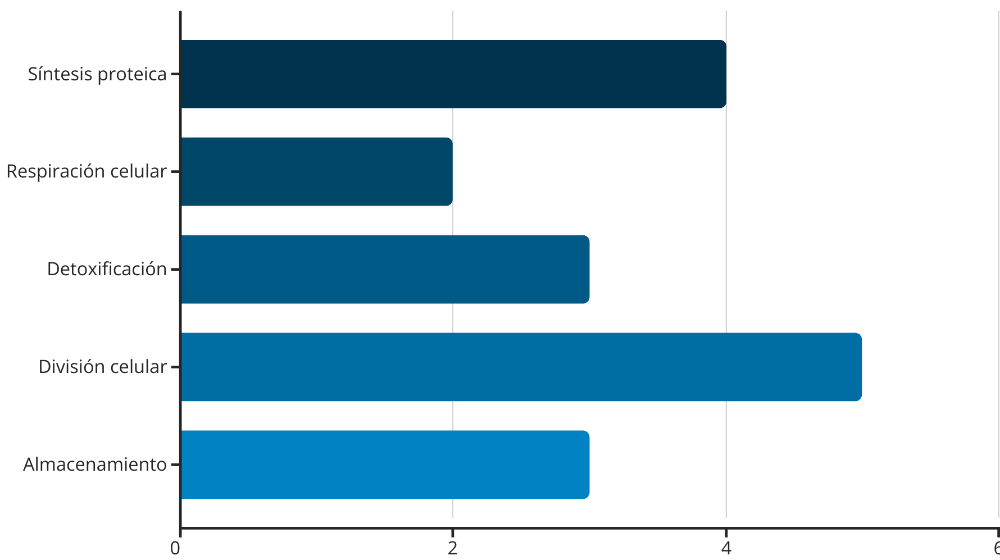 Síntesis proteica
Respiración celular
Detoxificación
División celular
Almacenamiento
0 2 4 6